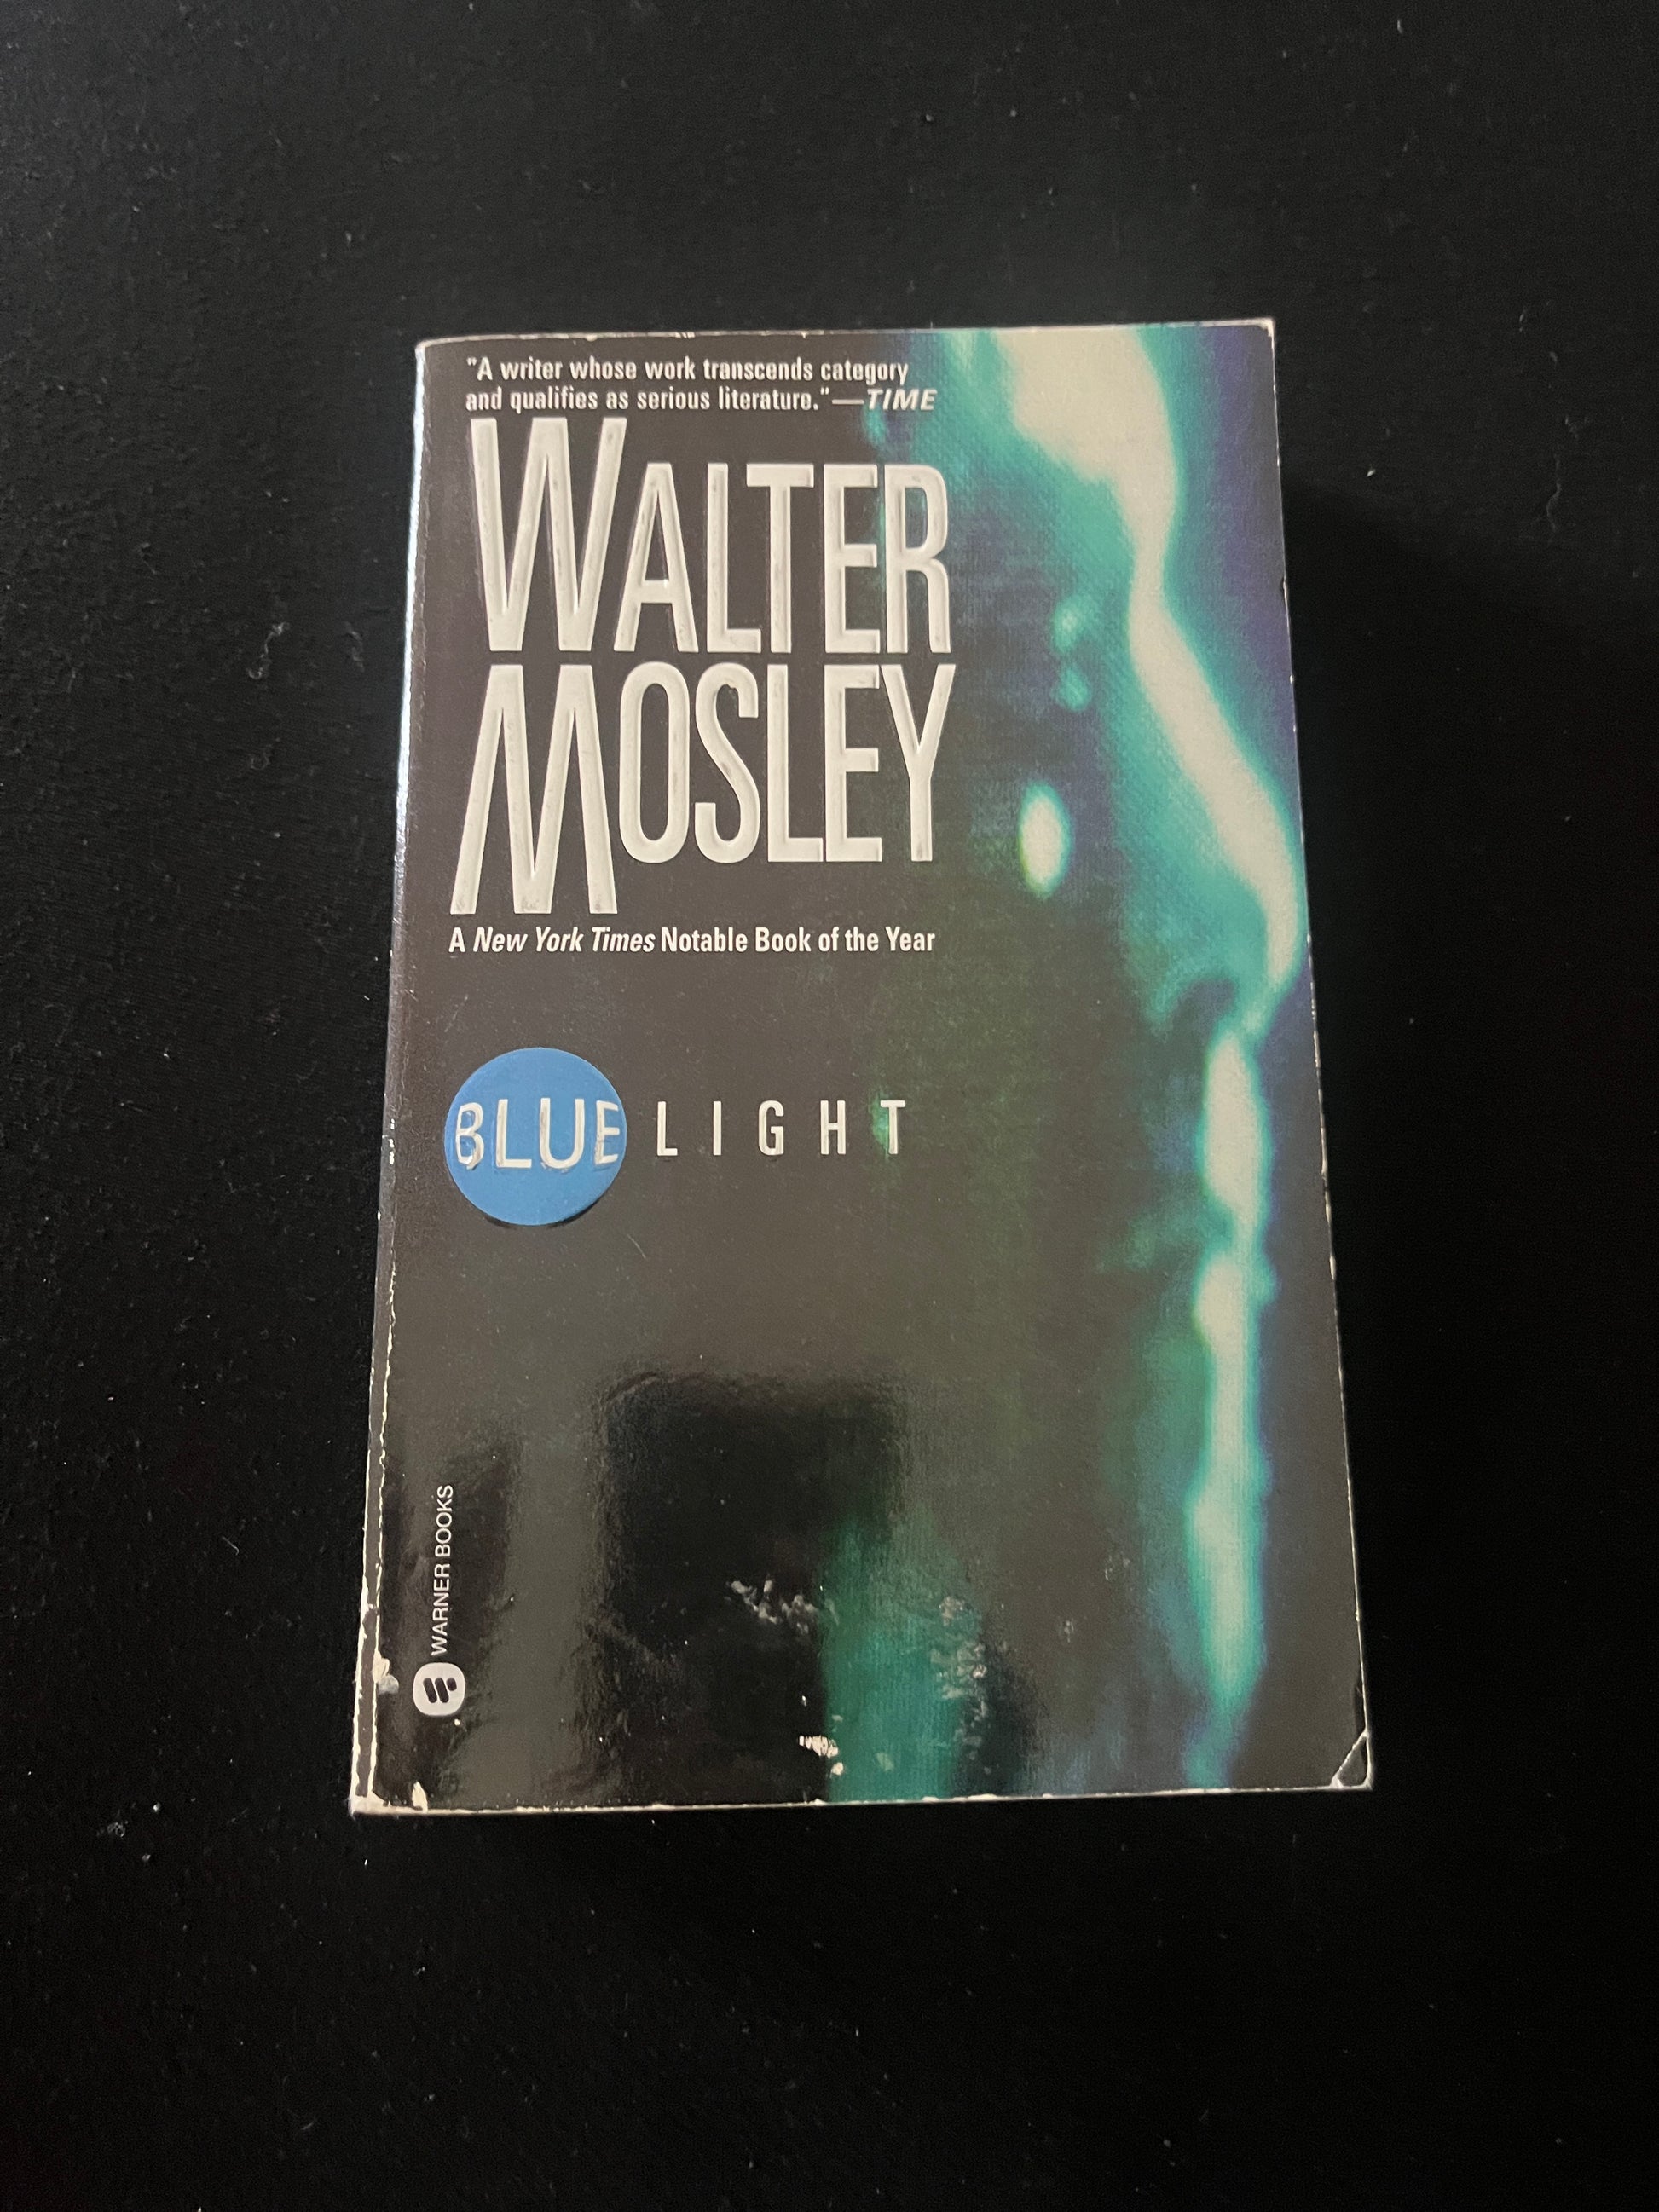 "A writer whose work transcends category
and qualifies as serious literature."—TIME
WALTER
MOSLEY
A New York Times Notable Book of the Year
BLUE LIGHT
WARNER BOOKS